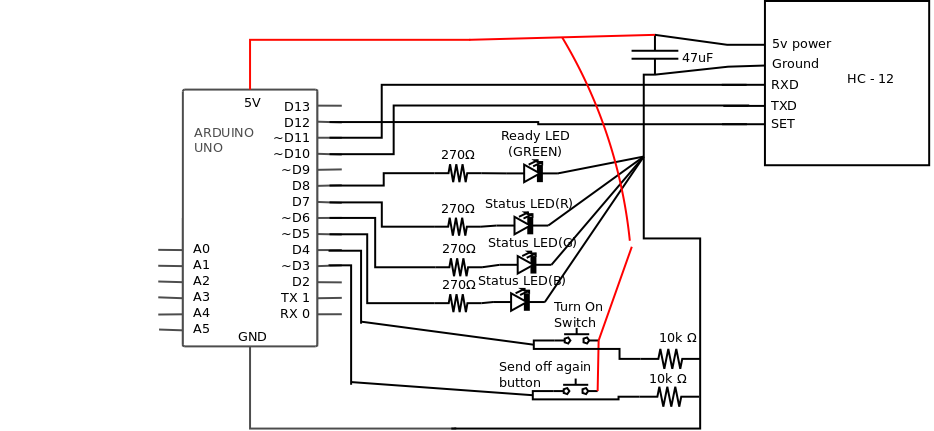 5v power
47uF
Ground
HC - 12
RXD
TXD
SET
5V
ARDUINO
UNO
D13
D12
~D11
~D10
~D9
D8
D7
~D6
~D5
D4
~D3
D2
TX 1
RX 0
A0
A1
A2
A3
A4
A5
GND
Ready LED
(GREEN)
270Ω
Status LED(R)
270Ω
Status LED(G)
270Ω
Status LED(B)
270Ω
Turn On
Switch
10k Ω
Send off again
button
10k Ω